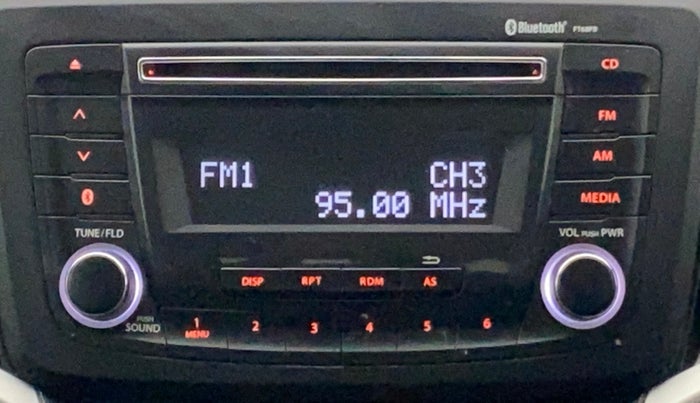 Bluetooth®
CD
FM1 CH3
95.00 MHz
FM
AM
MEDIA
TUNE/FLD
VOL PUSH PWR
DISP RPT RDM AS
PUSH
SOUND
1 2 3 4 5 6
MENU